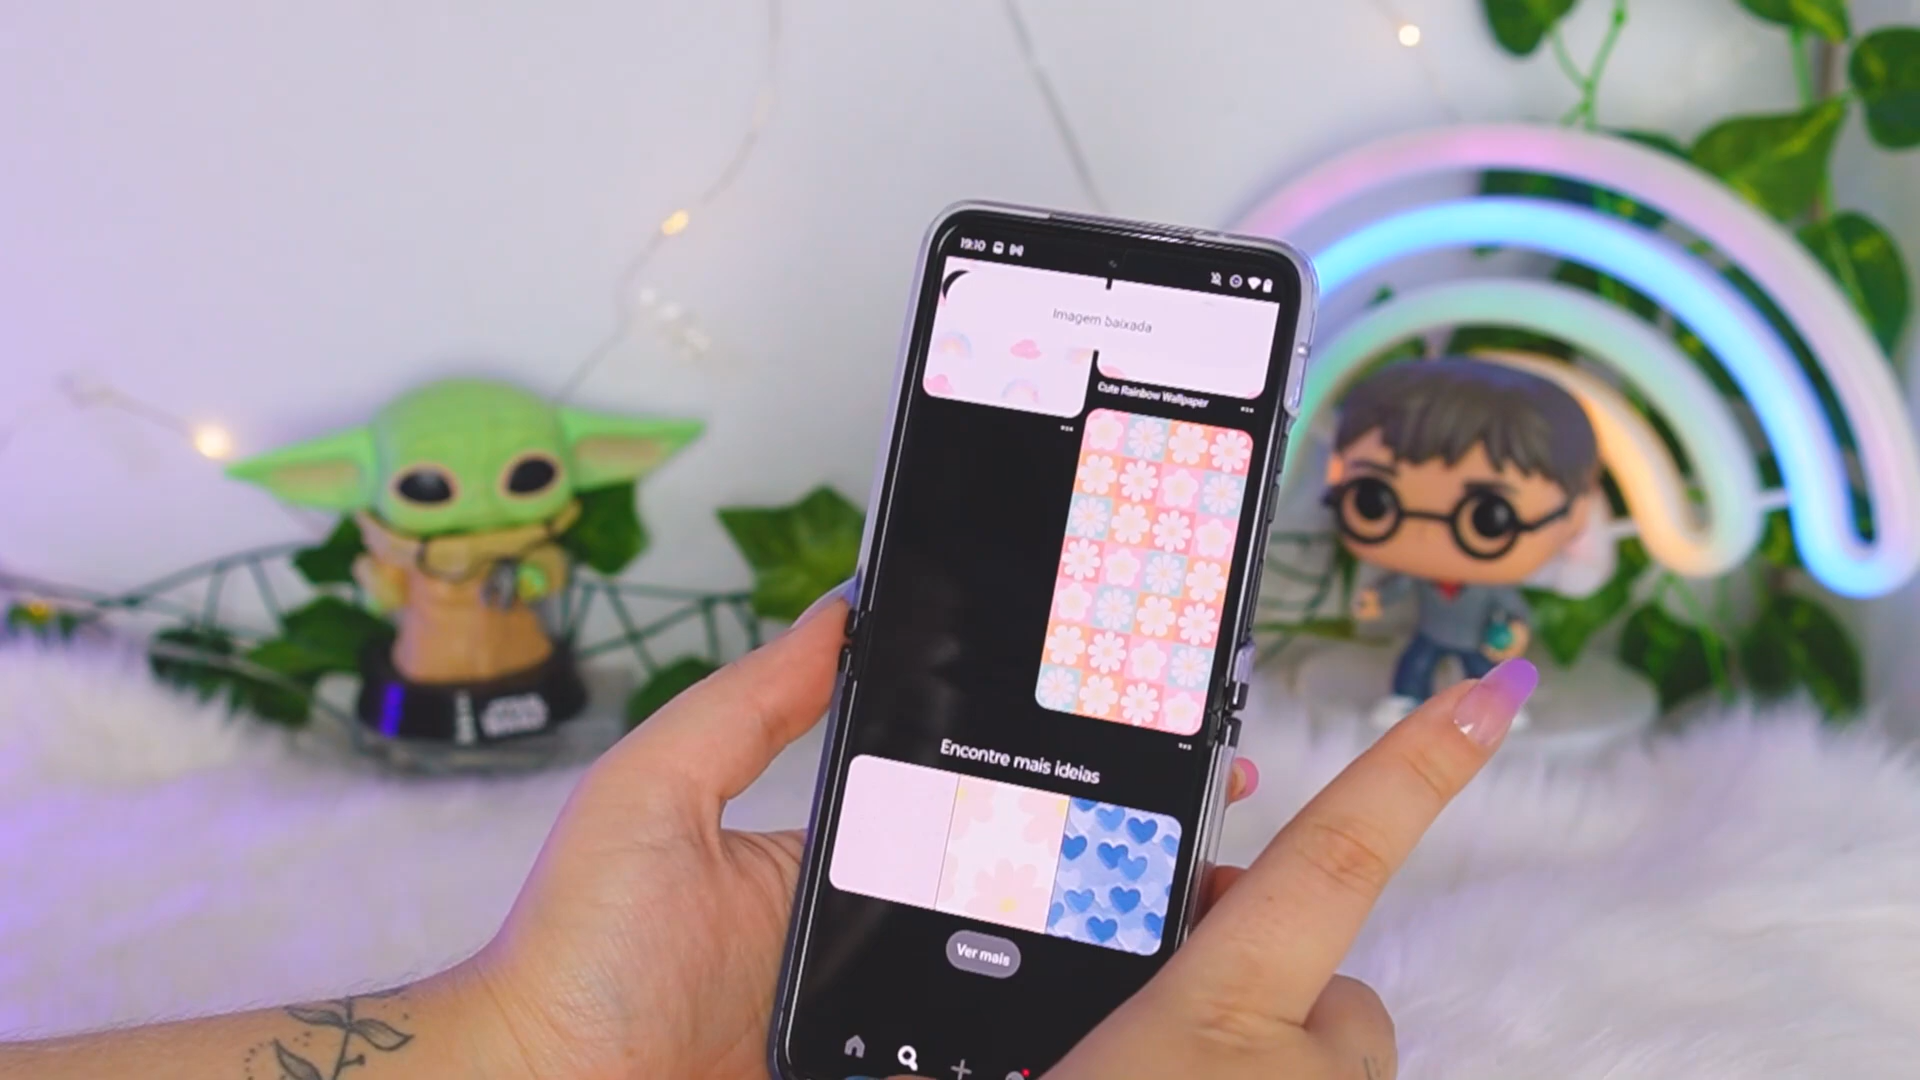 19:10
Imagem baixada
Cute Rainbow Wallpaper
Encontre mais ideias
Ver mais